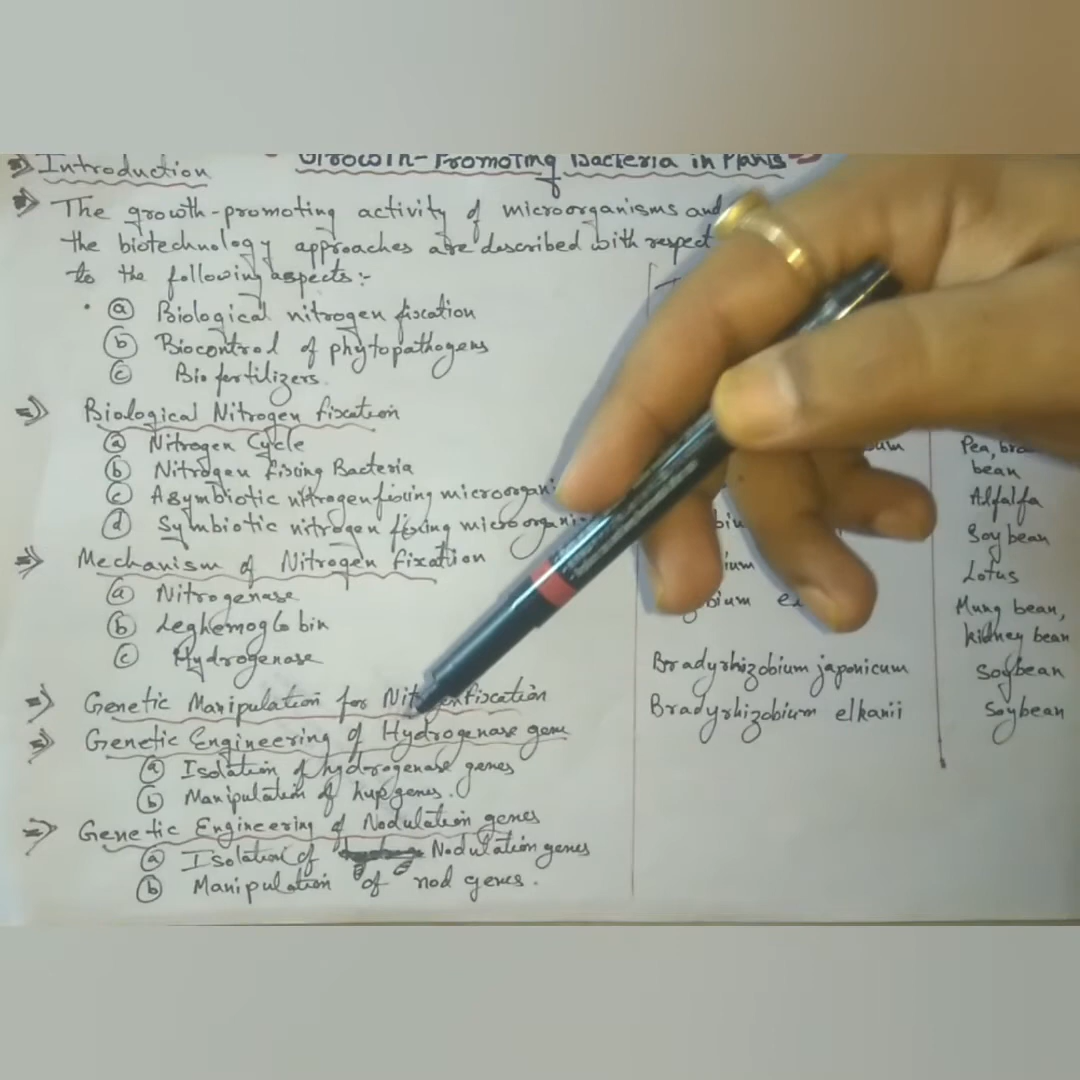 ⇒ Introduction
Growth-Promoting Bacteria in Plants
⇒ The growth-promoting activity of microorganisms and
the biotechnology approaches are described with respect
to the following aspects:-
ⓐ Biological nitrogen fixation
ⓑ Biocontrol of phytopathogens
ⓒ Bio fertilizers.
⇒ Biological Nitrogen fixation
ⓐ Nitrogen Cycle
ⓑ Nitrogen fixing Bacteria
ⓒ Asymbiotic nitrogen fixing microorgani
ⓓ Symbiotic nitrogen fixing microorgani
⇒ Mechanism of Nitrogen fixation
ⓐ Nitrogenase
ⓑ Leghemoglobin
ⓒ Hydrogenase
⇒ Genetic Manipulation for fixation
⇒ Genetic Engineering of Hydrogenase gene
ⓐ Isolation of hydrogenase genes
ⓑ Manipulation of hup genes.
⇒ Genetic Engineering of Nodulation genes
ⓐ Isolation of Nodulation genes
ⓑ Manipulation of nod genes.
Pea,
bean
Alfalfa
Soybean
Lotus
Mung bean,
kidney bean
Bradyrhizobium japonicum soybean
Bradyrhizobium elkanii soybean